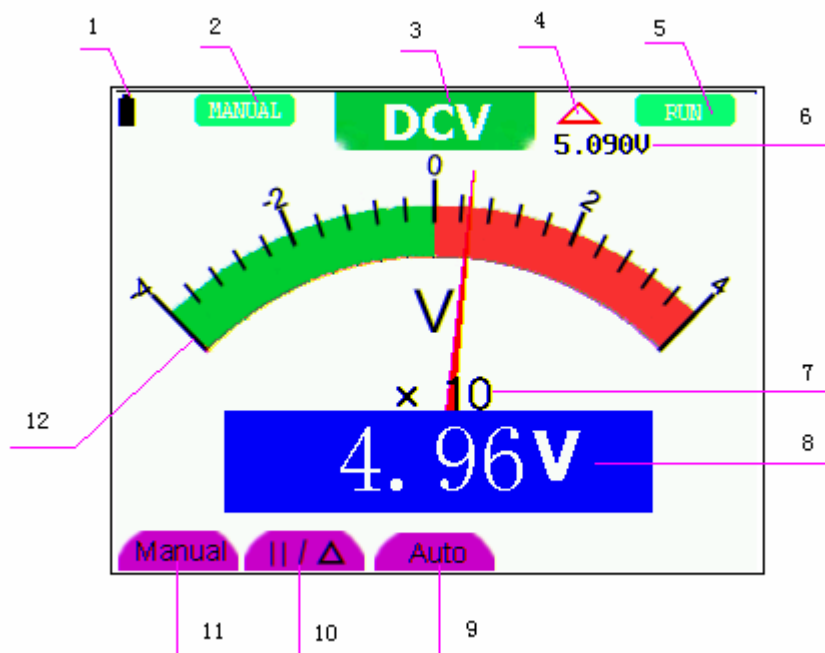 1 2 3 4 5
MANUAL DCV RUN
5.090V 6
-4 -2 0 2 4
V
× 10 7
12
4.96V 8
Manual || / △ Auto
11 10 9